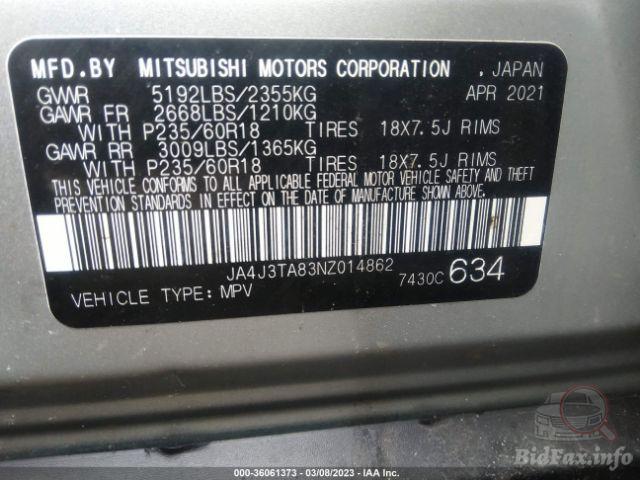 MFD.BY MITSUBISHI MOTORS CORPORATION , JAPAN
GVWR 5192LBS/2355KG APR 2021
GAWR FR 2668LBS/1210KG
WITH P235/60R18 TIRES 18X7.5J RIMS
GAWR RR 3009LBS/1365KG
WITH P235/60R18 TIRES 18X7.5J RIMS
THIS VEHICLE CONFORMS TO ALL APPLICABLE FEDERAL MOTOR VEHICLE SAFETY AND THEFT
PREVENTION STANDARDS IN EFFECT ON THE DATE OF MANUFACTURE SHOWN ABOVE.
JA4J3TA83NZ014862
7430C 634
VEHICLE TYPE: MPV
BidFax.info
000-36061373 - 03/08/2023 - IAA Inc.